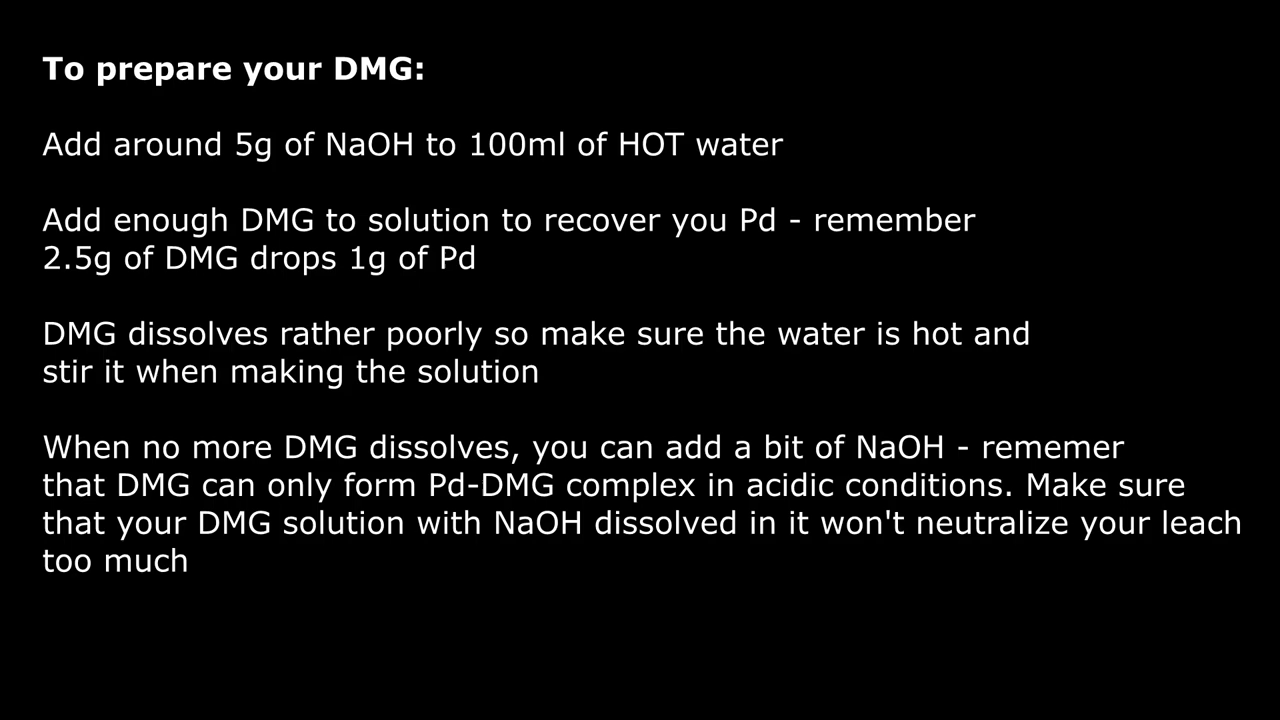 To prepare your DMG:
Add around 5g of NaOH to 100ml of HOT water
Add enough DMG to solution to recover you Pd - remember
2.5g of DMG drops 1g of Pd
DMG dissolves rather poorly so make sure the water is hot and
stir it when making the solution
When no more DMG dissolves, you can add a bit of NaOH - rememer
that DMG can only form Pd-DMG complex in acidic conditions. Make sure
that your DMG solution with NaOH dissolved in it won't neutralize your leach
too much